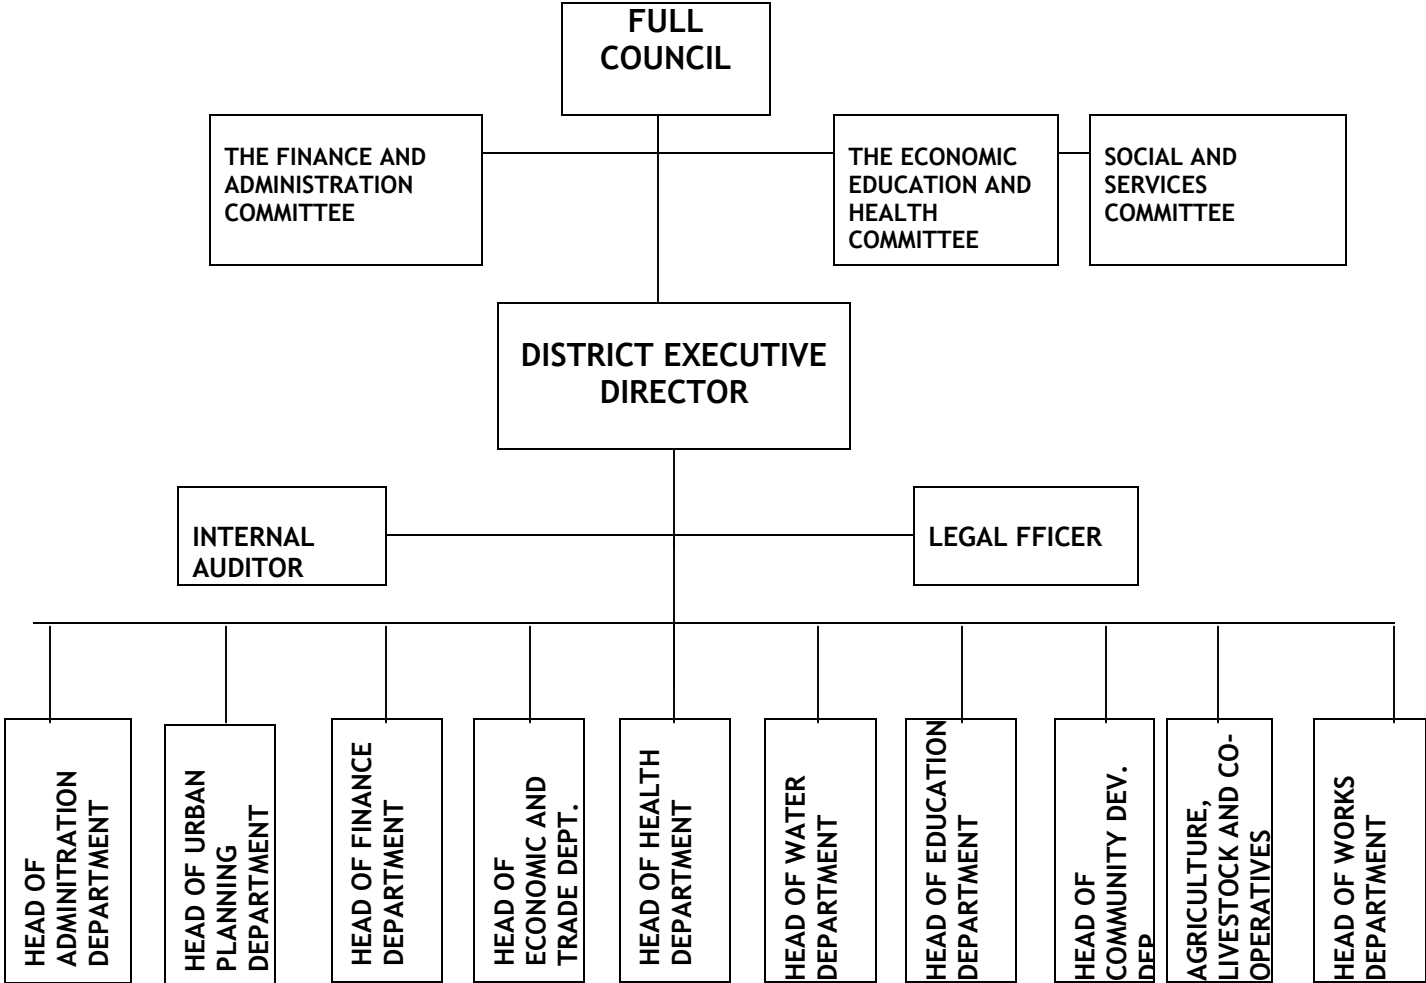 FULL
COUNCIL
THE FINANCE AND
ADMINISTRATION
COMMITTEE
THE ECONOMIC
EDUCATION AND
HEALTH
COMMITTEE
SOCIAL AND
SERVICES
COMMITTEE
DISTRICT EXECUTIVE
DIRECTOR
INTERNAL
AUDITOR
LEGAL FFICER
HEAD OF
ADMINITRATION
DEPARTMENT
HEAD OF URBAN
PLANNING
DEPARTMENT
HEAD OF FINANCE
DEPARTMENT
HEAD OF
ECONOMIC AND
TRADE DEPT.
HEAD OF HEALTH
DEPARTMENT
HEAD OF WATER
DEPARTMENT
HEAD OF EDUCATION
DEPARTMENT
HEAD OF
COMMUNITY DEV.
DEP
AGRICULTURE,
LIVESTOCK AND CO-
OPERATIVES
HEAD OF WORKS
DEPARTMENT